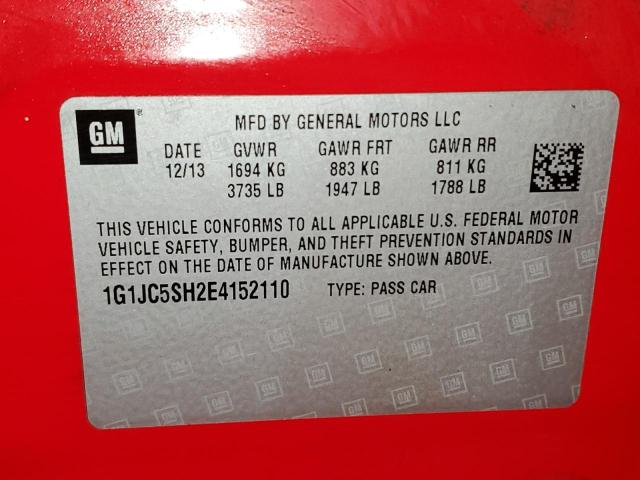 GM
MFD BY GENERAL MOTORS LLC
DATE GVWR GAWR FRT GAWR RR
12/13 1694 KG 883 KG 811 KG
3735 LB 1947 LB 1788 LB
THIS VEHICLE CONFORMS TO ALL APPLICABLE U.S. FEDERAL MOTOR
VEHICLE SAFETY, BUMPER, AND THEFT PREVENTION STANDARDS IN
EFFECT ON THE DATE OF MANUFACTURE SHOWN ABOVE.
1G1JC5SH2E4152110 TYPE: PASS CAR